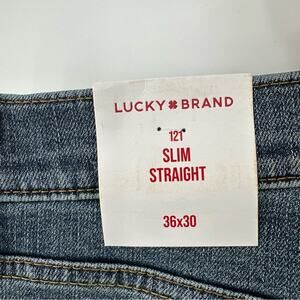 LUCKY BRAND
121
SLIM
STRAIGHT
36x30